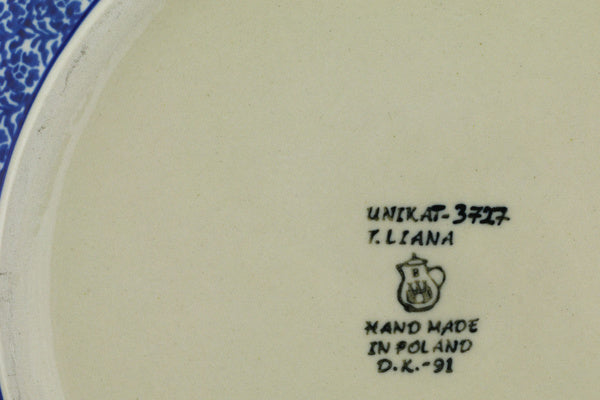 UNIKAT-3727
T.LIANA
B
HAND MADE
IN POLAND
D.K.-91